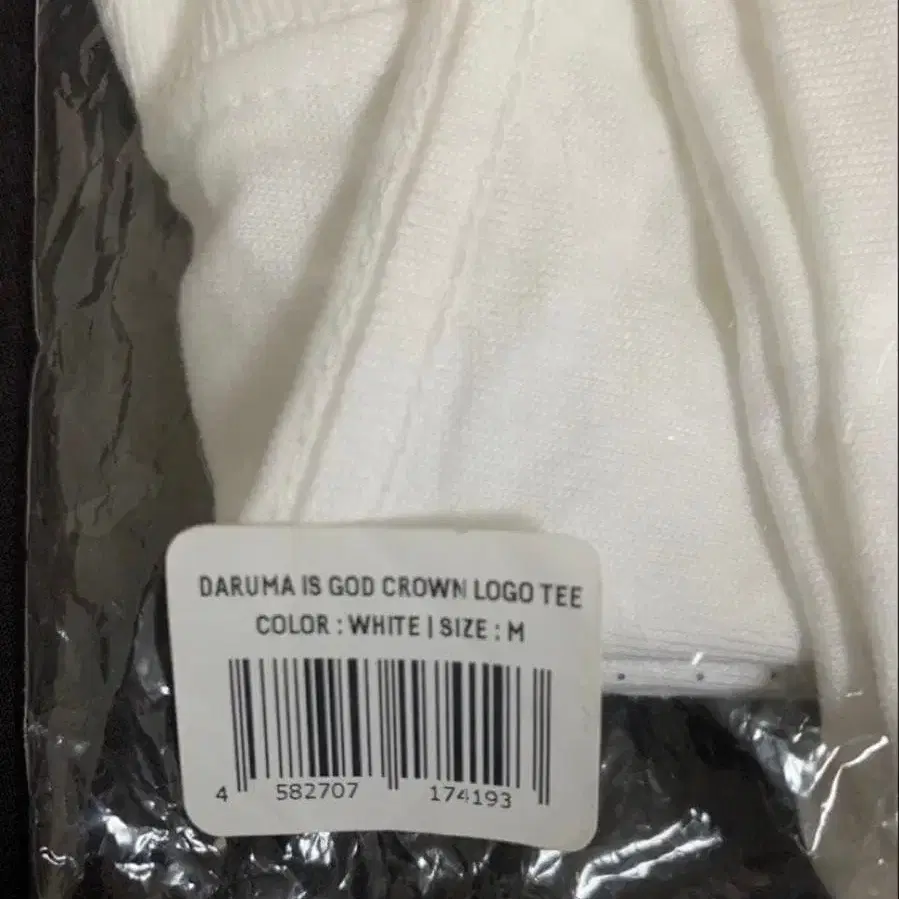 DARUMA IS GOD CROWN LOGO TEE
COLOR : WHITE | SIZE : M
4 582707 174193